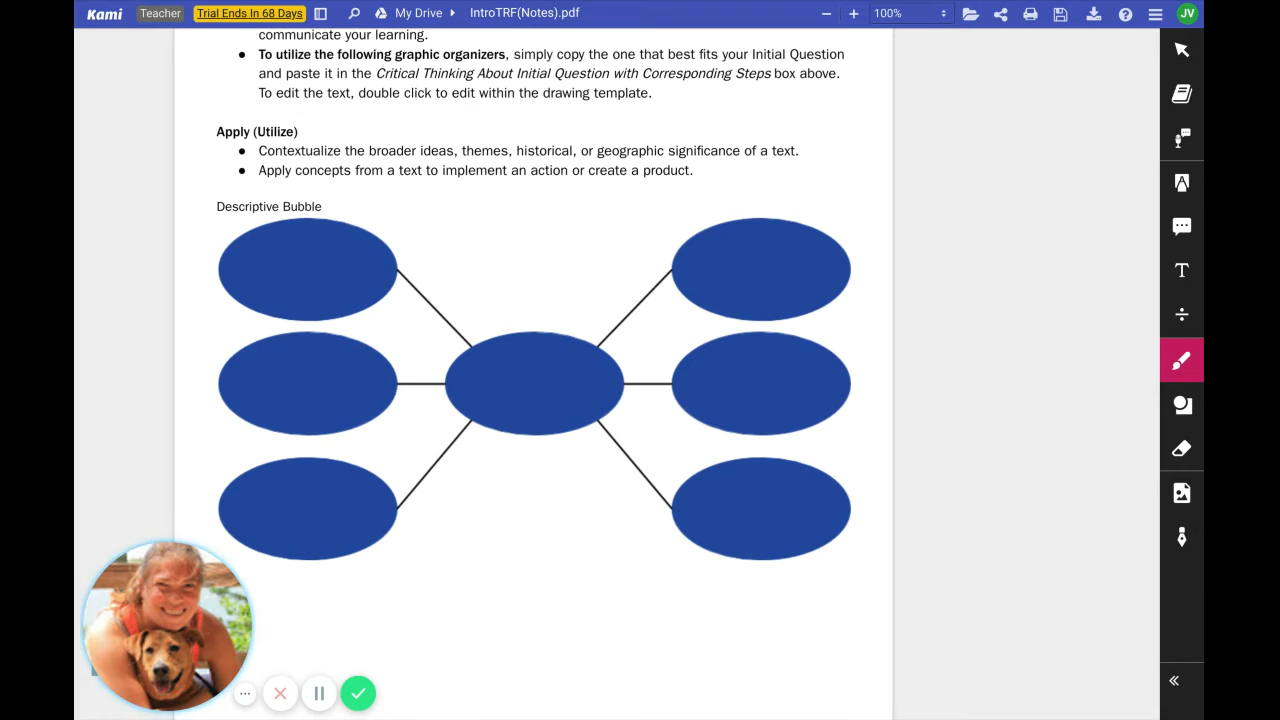 Kami Teacher Trial Ends In 68 Days My Drive IntroTRF(Notes).pdf 100% JV
communicate your learning.
● To utilize the following graphic organizers, simply copy the one that best fits your Initial Question
and paste it in the Critical Thinking About Initial Question with Corresponding Steps box above.
To edit the text, double click to edit within the drawing template.
Apply (Utilize)
● Contextualize the broader ideas, themes, historical, or geographic significance of a text.
● Apply concepts from a text to implement an action or create a product.
Descriptive Bubble